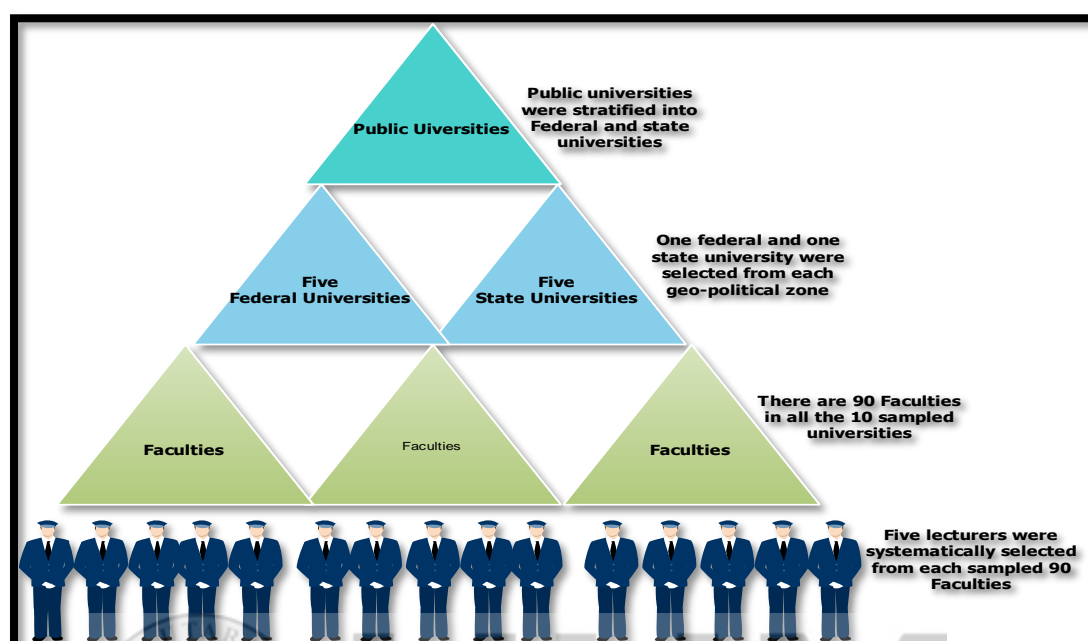 Public Uiversities
Public universities
were stratified into
Federal and state
universities
Five
Federal Universities
Five
State Universities
One federal and one
state university were
selected from each
geo-political zone
Faculties
Faculties
Faculties
There are 90 Faculties
in all the 10 sampled
universities
Five lecturers were
systematically selected
from each sampled 90
Faculties